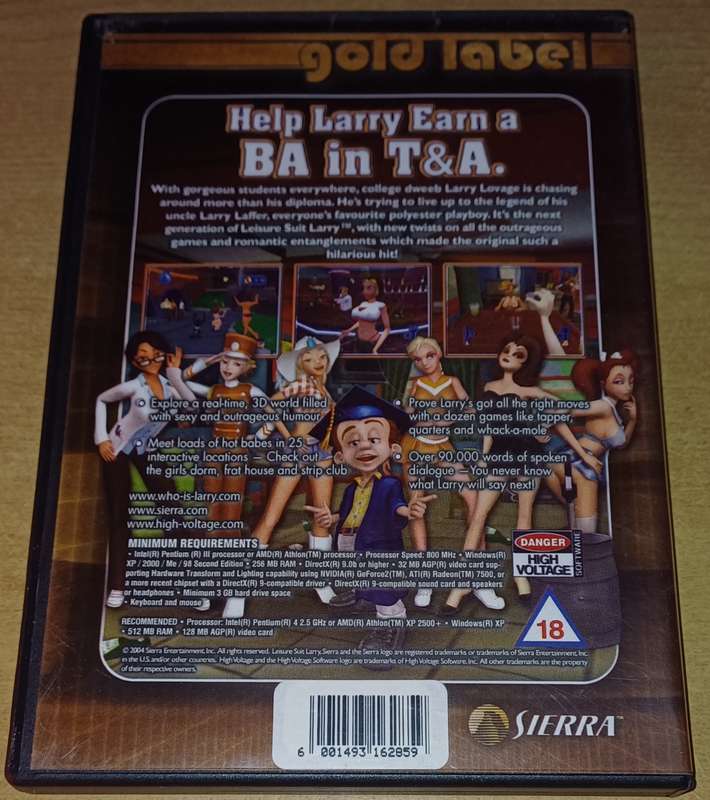 gold label
Help Larry Earn a
BA in T&A.
With gorgeous students everywhere, college dweeb Larry Lovage is chasing
around more than his diploma. He's trying to live up to the legend of his
uncle Larry Laffer, everyone's favourite polyester playboy. It's the next
generation of Leisure Suit Larry™, with new twists on all the outrageous
games and romantic entanglements which made the original such a
hilarious hit!
• Explore a real-time, 3D world filled
with sexy and outrageous humour
• Meet loads of hot babes in 25
interactive locations – Check out
the girls dorm, frat house and strip club
• Prove Larry's got all the right moves
with a dozen games like tapper,
quarters and whack-a-mole
• Over 90,000 words of spoken
dialogue – You never know
what Larry will say next!
www.who-is-larry.com
www.sierra.com
www.high-voltage.com
MINIMUM REQUIREMENTS
• Intel(R) Pentium (R) III processor or AMD(R) Athlon(TM) processor • Processor Speed: 800 MHz • Windows(R)
XP / 2000 / Me / 98 Second Edition • 256 MB RAM • DirectX(R) 9.0b or higher • 32 MB AGP(R) video card sup-
porting Hardware Transform and Lighting capability using NVIDIA(R) GeForce2(TM), ATI(R) Radeon(TM) 7500, or
a more recent chipset with a DirectX(R) 9-compatible driver • DirectX(R) 9-compatible sound card and speakers
or headphones • Minimum 3 GB hard drive space
• Keyboard and mouse
RECOMMENDED • Processor: Intel(R) Pentium(R) 4 2.5 GHz or AMD(R) Athlon(TM) XP 2500+ • Windows(R) XP
• 512 MB RAM • 128 MB AGP(R) video card
DANGER
HIGH
VOLTAGE
SOFTWARE
18
© 2004 Sierra Entertainment, Inc. All rights reserved. Leisure Suit Larry, Sierra and the Sierra logo are registered trademarks or trademarks of Sierra Entertainment, Inc.
in the U.S. and/or other countries. High Voltage and the High Voltage Software logo are trademarks of High Voltage Software, Inc. All other trademarks are the property
of their respective owners.
6 001493 162859
SIERRA™